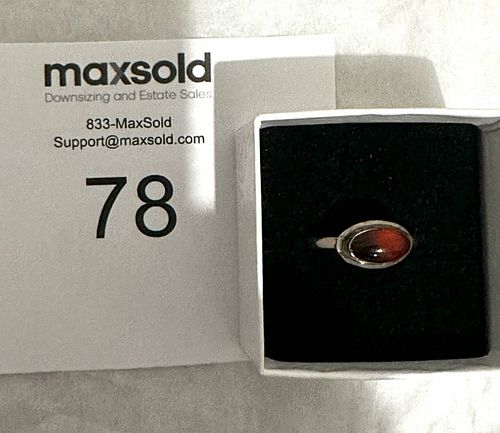 maxsold
Downsizing and Estate Sales
833-MaxSold
Support@maxsold.com
78